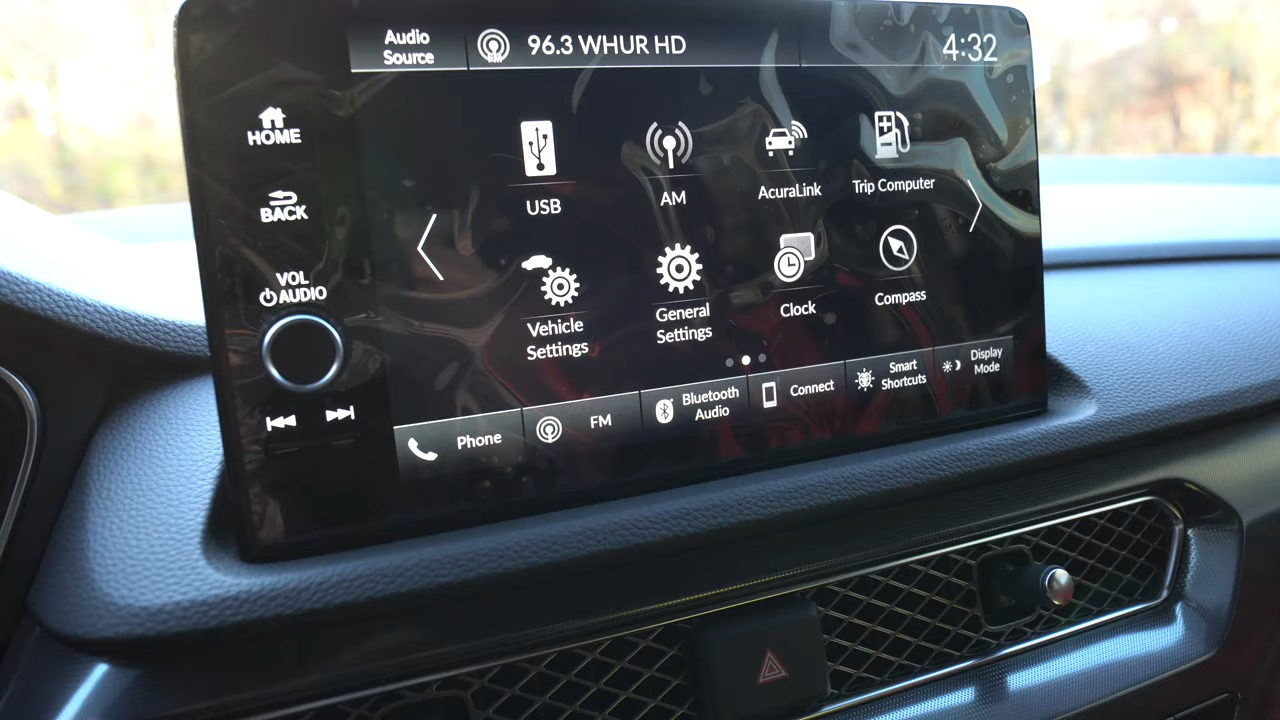 Audio
Source
FM
96.3 WHUR HD
4:32
HOME
BACK
VOL
AUDIO
USB
AM
AcuraLink
Trip Computer
Vehicle
Settings
General
Settings
Clock
Compass
Phone
FM
Bluetooth
Audio
Connect
Smart
Shortcuts
Display
Mode